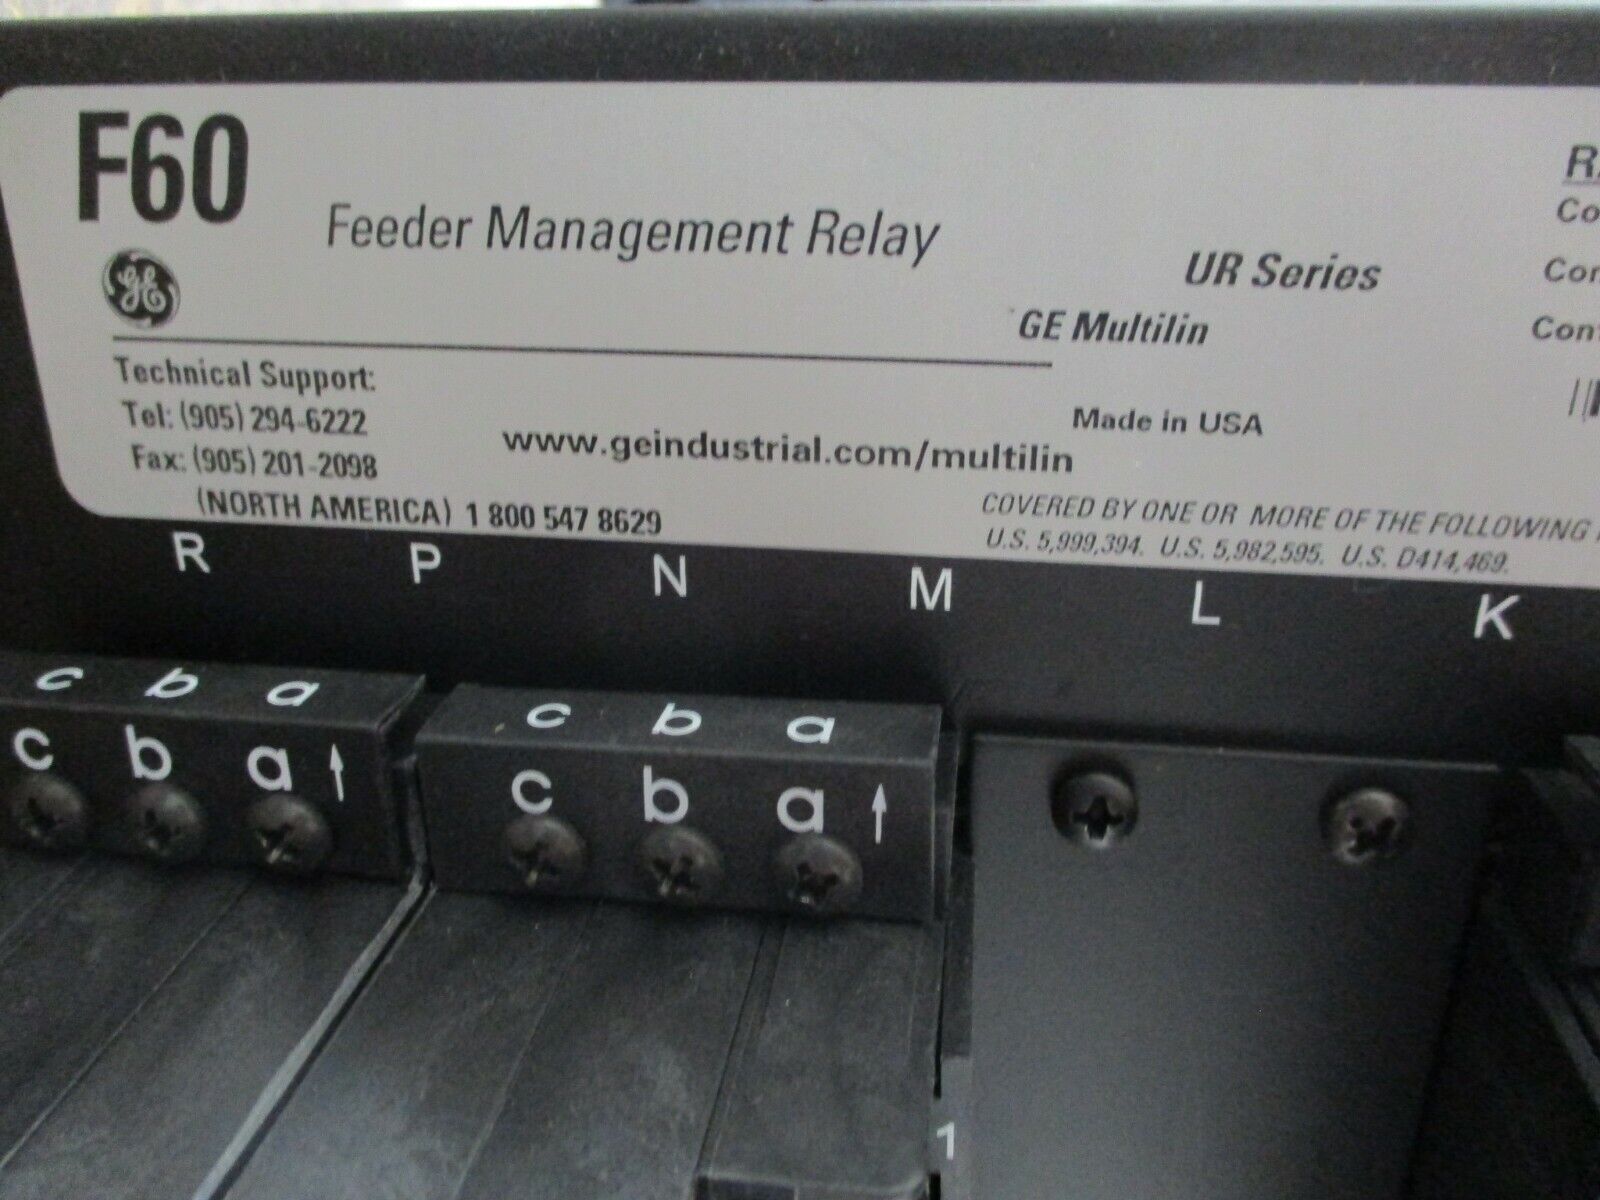 F60
Feeder Management Relay
UR Series
GE
GE Multilin
Technical Support:
Tel: (905) 294-6222
Fax: (905) 201-2098
(NORTH AMERICA) 1 800 547 8629
www.geindustrial.com/multilin
Made in USA
COVERED BY ONE OR MORE OF THE FOLLOWING
U.S. 5,999,394. U.S. 5,982,595. U.S. D414,469.
R P N M L K
c b a c b a
c b a ↑ c b a ↑
1